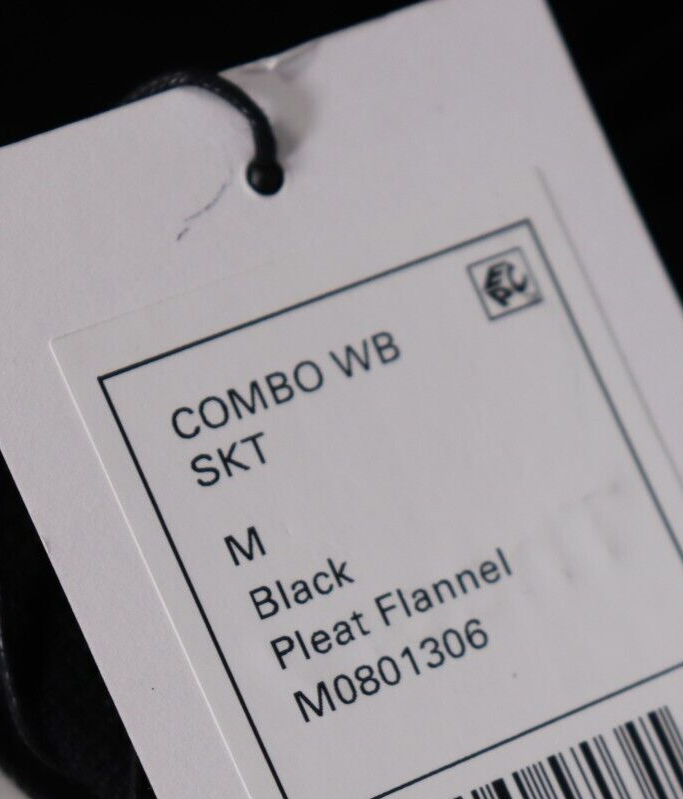 COMBO WB
SKT
M
Black
Pleat Flannel
M0801306